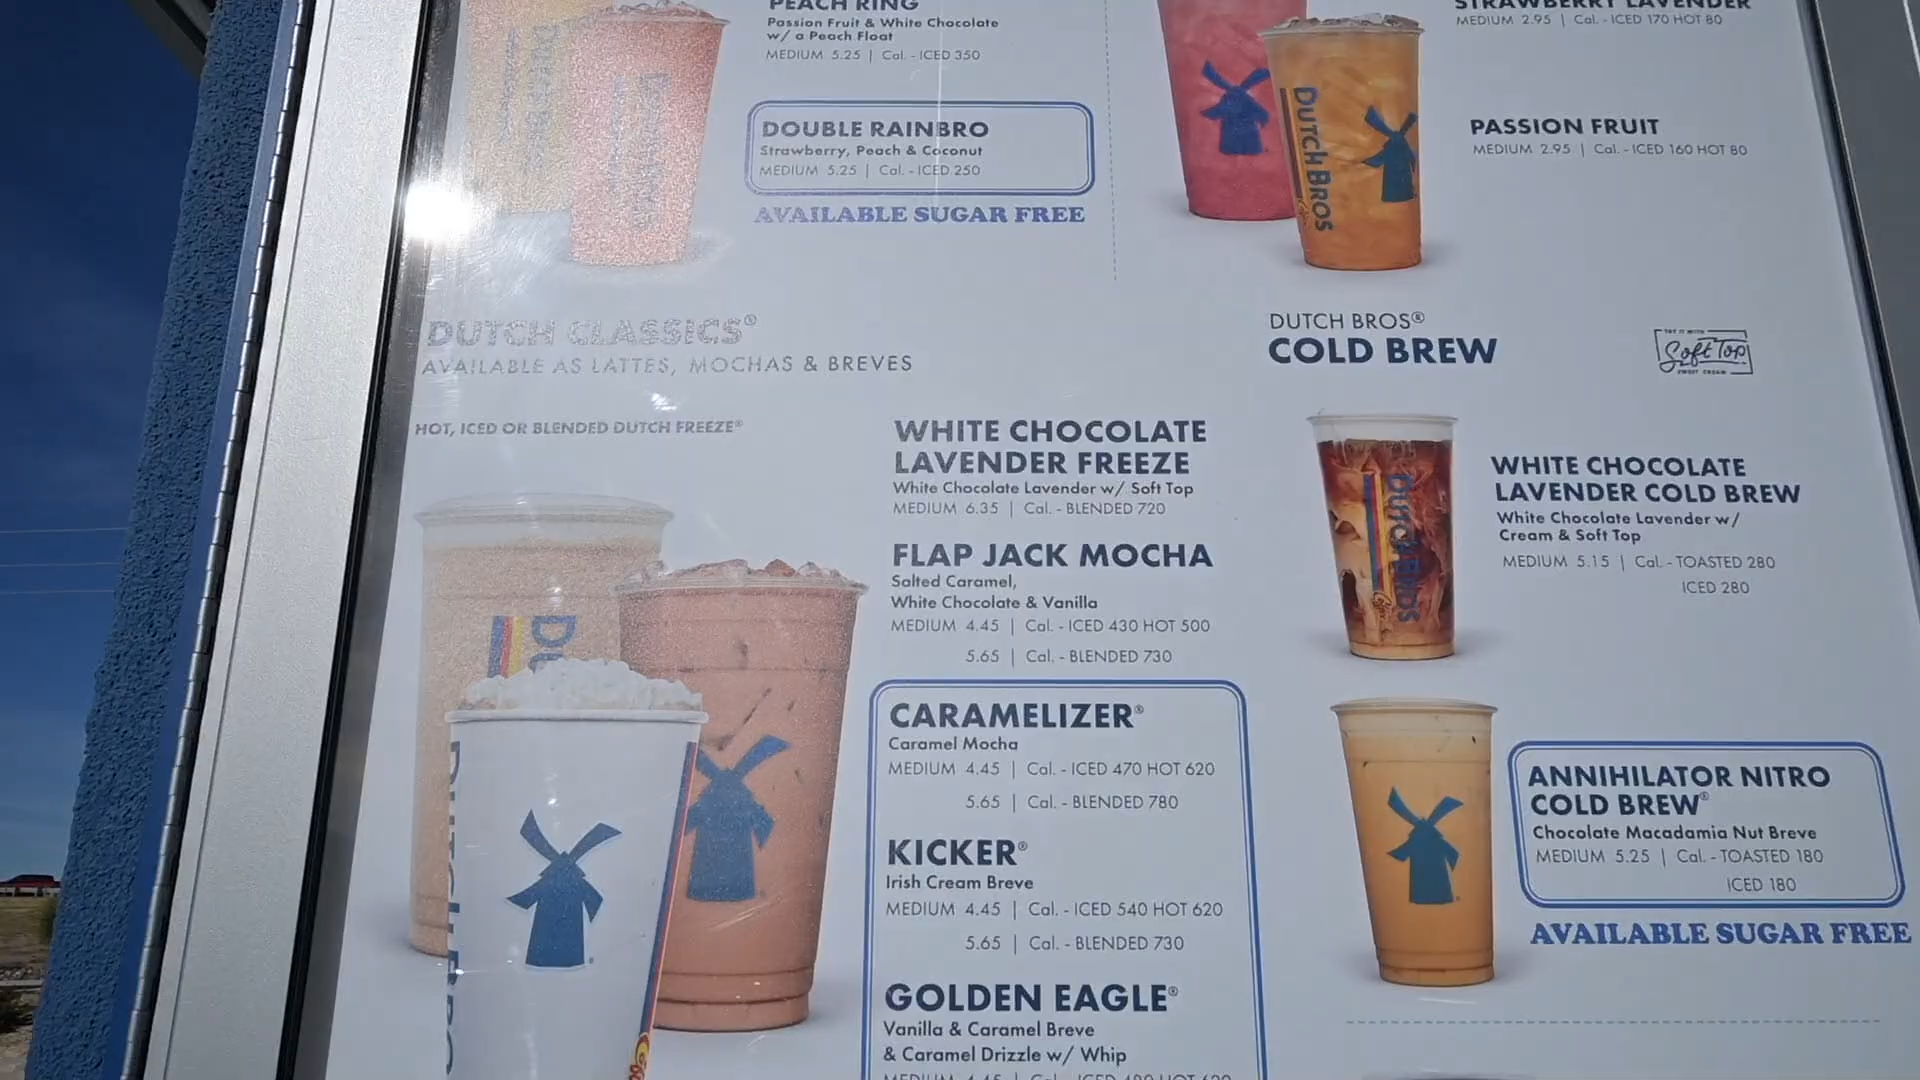 PEACH RING
Passion Fruit & White Chocolate
w/ a Peach Float
MEDIUM 5.25 | Cal. - ICED 350
DOUBLE RAINBRO
Strawberry, Peach & Coconut
MEDIUM 5.25 | Cal. - ICED 250
AVAILABLE SUGAR FREE
STRAWBERRY LAVENDER
MEDIUM 2.95 | Cal. - ICED 170 HOT 80
PASSION FRUIT
MEDIUM 2.95 | Cal. - ICED 160 HOT 80
DUTCH BROS
DUTCH CLASSICS®
AVAILABLE AS LATTES, MOCHAS & BREVES
HOT, ICED OR BLENDED DUTCH FREEZE®
WHITE CHOCOLATE
LAVENDER FREEZE
White Chocolate Lavender w/ Soft Top
MEDIUM 6.35 | Cal. - BLENDED 720
FLAP JACK MOCHA
Salted Caramel,
White Chocolate & Vanilla
MEDIUM 4.45 | Cal. - ICED 430 HOT 500
5.65 | Cal. - BLENDED 730
CARAMELIZER®
Caramel Mocha
MEDIUM 4.45 | Cal. - ICED 470 HOT 620
5.65 | Cal. - BLENDED 780
KICKER®
Irish Cream Breve
MEDIUM 4.45 | Cal. - ICED 540 HOT 620
5.65 | Cal. - BLENDED 730
GOLDEN EAGLE®
Vanilla & Caramel Breve
& Caramel Drizzle w/ Whip
DUTCH BROS®
COLD BREW
TRY IT WITH
Soft Top
SWEET CREAM
Dutch Bros
WHITE CHOCOLATE
LAVENDER COLD BREW
White Chocolate Lavender w/
Cream & Soft Top
MEDIUM 5.15 | Cal. - TOASTED 280
ICED 280
ANNIHILATOR NITRO
COLD BREW®
Chocolate Macadamia Nut Breve
MEDIUM 5.25 | Cal. - TOASTED 180
ICED 180
AVAILABLE SUGAR FREE